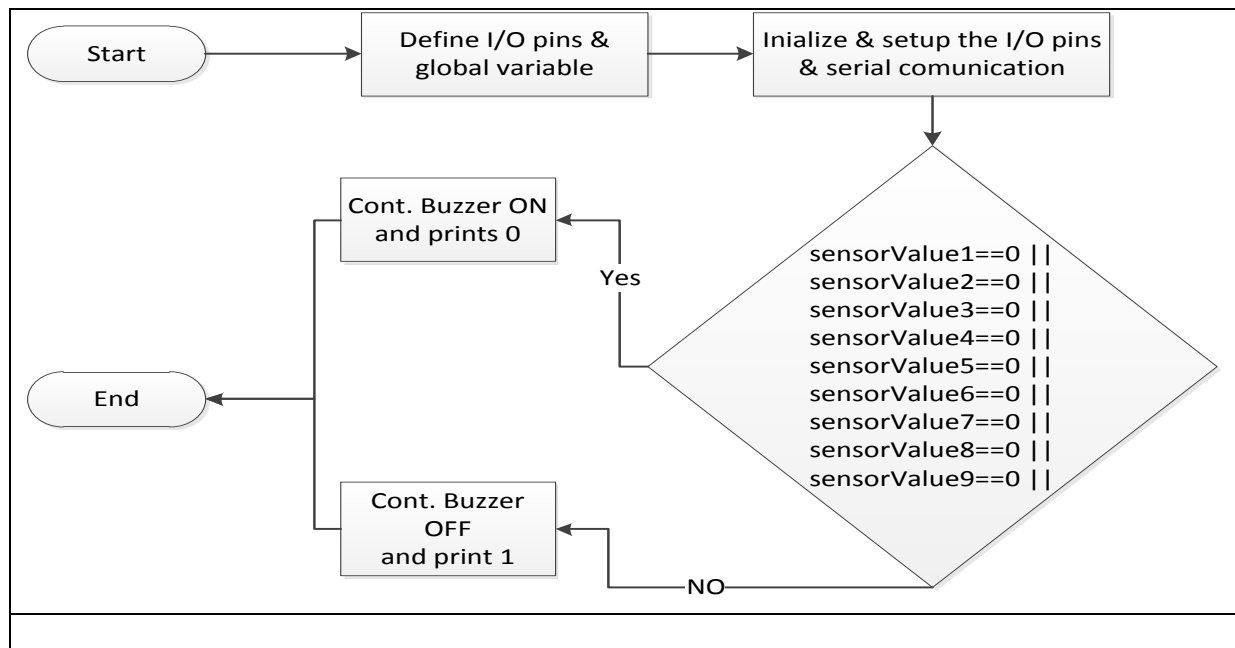 Start
Define I/O pins &
global variable
Inialize & setup the I/O pins
& serial comunication
sensorValue1==0 ||
sensorValue2==0 ||
sensorValue3==0 ||
sensorValue4==0 ||
sensorValue5==0 ||
sensorValue6==0 ||
sensorValue7==0 ||
sensorValue8==0 ||
sensorValue9==0 ||
Yes
Cont. Buzzer ON
and prints 0
NO
Cont. Buzzer
OFF
and print 1
End